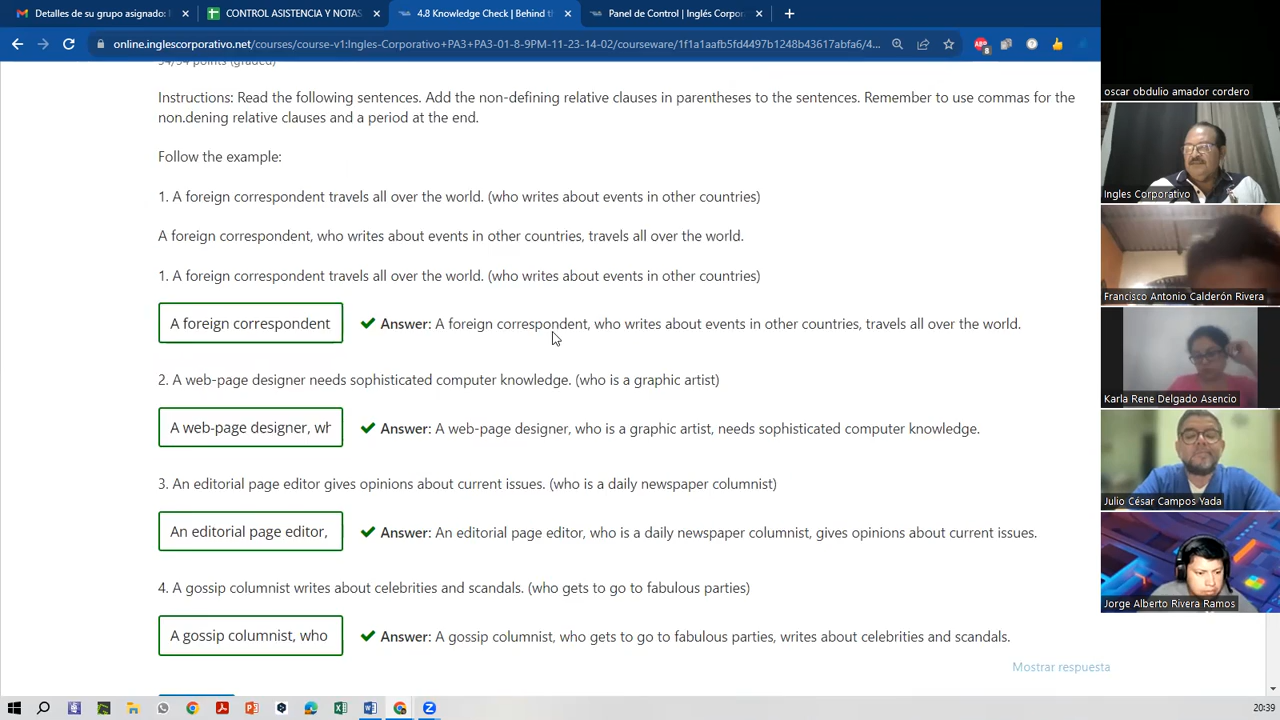 Detalles de su grupo asignado: I
CONTROL ASISTENCIA Y NOTAS
4.8 Knowledge Check | Behind t
Panel de Control | Inglés Corpor
online.inglescorporativo.net/courses/course-v1:Ingles-Corporativo+PA3+PA3-01-8-9PM-11-23-14-02/courseware/1f1a1aafb5fd4497b1248b43617abfa6/4...
54/54 points (graded)
Instructions: Read the following sentences. Add the non-defining relative clauses in parentheses to the sentences. Remember to use commas for the
non.dening relative clauses and a period at the end.
Follow the example:
1. A foreign correspondent travels all over the world. (who writes about events in other countries)
A foreign correspondent, who writes about events in other countries, travels all over the world.
1. A foreign correspondent travels all over the world. (who writes about events in other countries)
A foreign correspondent
Answer: A foreign correspondent, who writes about events in other countries, travels all over the world.
2. A web-page designer needs sophisticated computer knowledge. (who is a graphic artist)
A web-page designer, wh
Answer: A web-page designer, who is a graphic artist, needs sophisticated computer knowledge.
3. An editorial page editor gives opinions about current issues. (who is a daily newspaper columnist)
An editorial page editor,
Answer: An editorial page editor, who is a daily newspaper columnist, gives opinions about current issues.
4. A gossip columnist writes about celebrities and scandals. (who gets to go to fabulous parties)
A gossip columnist, who
Answer: A gossip columnist, who gets to go to fabulous parties, writes about celebrities and scandals.
Mostrar respuesta
oscar obdulio amador cordero
Ingles Corporativo
Francisco Antonio Calderón Rivera
Karla Rene Delgado Asencio
Julio César Campos Yada
Jorge Alberto Rivera Ramos
20:39